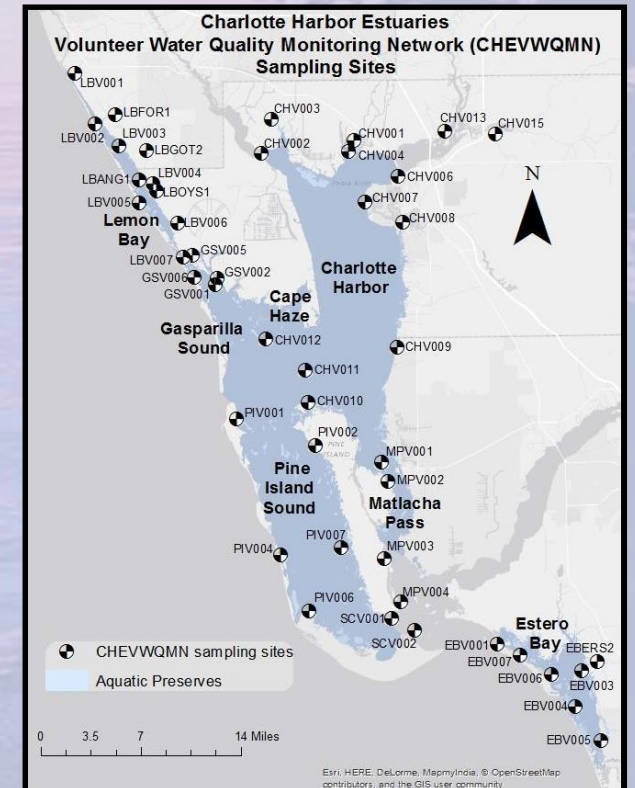 Charlotte Harbor Estuaries
Volunteer Water Quality Monitoring Network (CHEVWQMN)
Sampling Sites
LBV001
LBFOR1
LBV002
LBV003
LBGOT2
CHV003
CHV002
CHV001
CHV004
CHV013
CHV015
LBANG1
LBV004
LBOYS1
LBV005
CHV006
CHV007
CHV008
N
Lemon
Bay
LBV006
LBV007
GSV005
GSV006
GSV002
GSV001
Charlotte
Harbor
Cape
Haze
Gasparilla
Sound
CHV012
CHV009
CHV011
CHV010
PIV001
PIV002
PINE
ISLAND
MPV001
MPV002
Pine
Island
Sound
Matlacha
Pass
PIV007
MPV003
PIV004
PIV006
MPV004
SCV001
SCV002
Estero
Bay
EBV001
EBERS2
EBV007
EBV006
EBV003
EBV004
EBV005
CHEVWQMN sampling sites
Aquatic Preserves
0 3.5 7 14 Miles
Esri, HERE, DeLorme, MapmyIndia, © OpenStreetMap
contributors, and the GIS user community